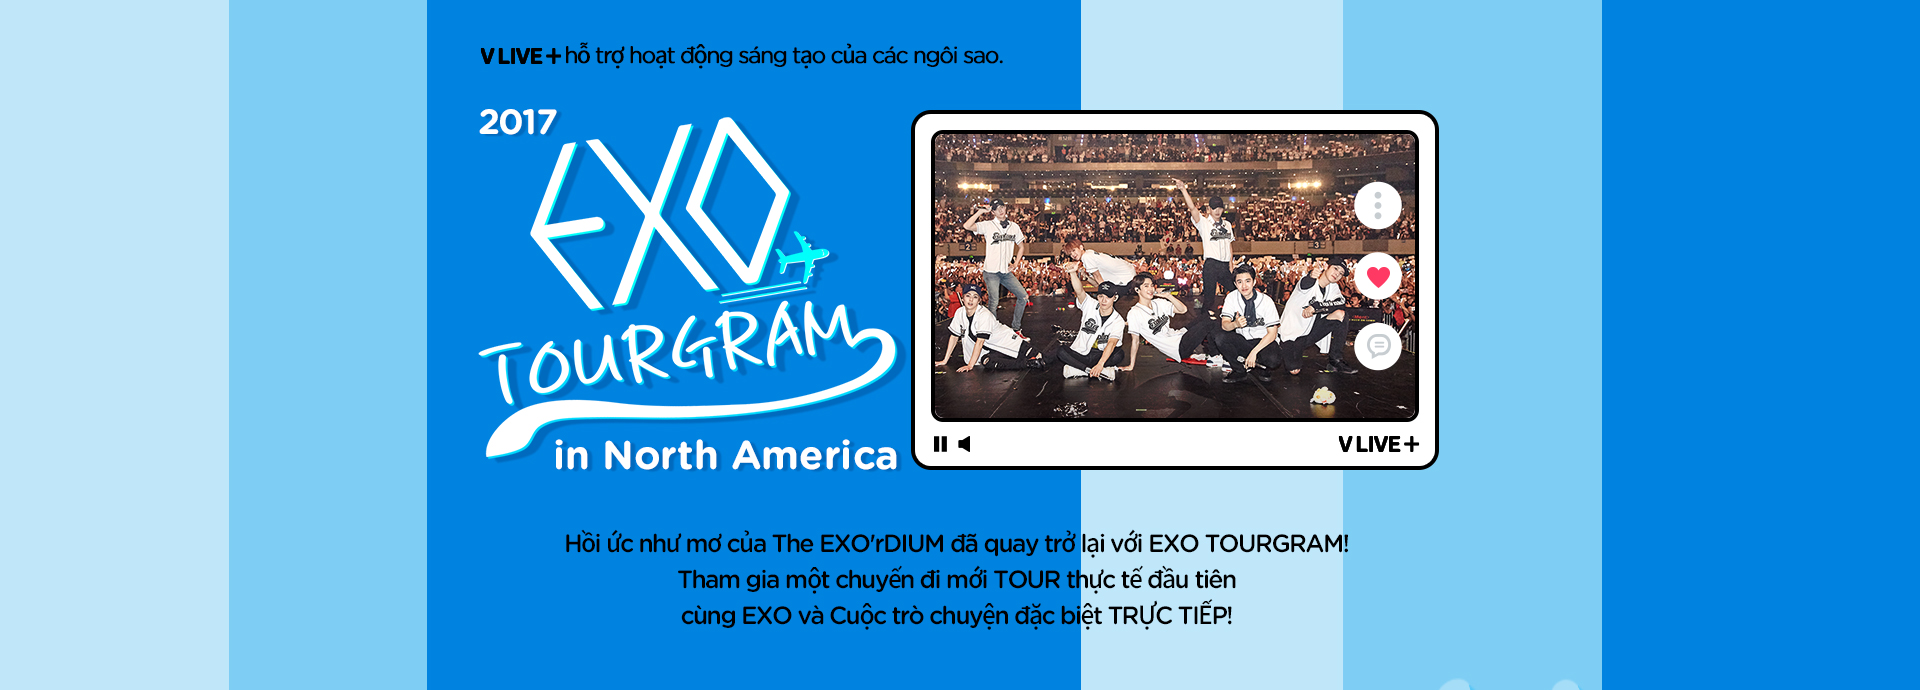 V LIVE+ hỗ trợ hoạt động sáng tạo của các ngôi sao.
2017
EXO
TOURGRAM
in North America
V LIVE+
Hồi ức như mơ của The EXO'rDIUM đã quay trở lại với EXO TOURGRAM!
Tham gia một chuyến đi mới TOUR thực tế đầu tiên
cùng EXO và Cuộc trò chuyện đặc biệt TRỰC TIẾP!